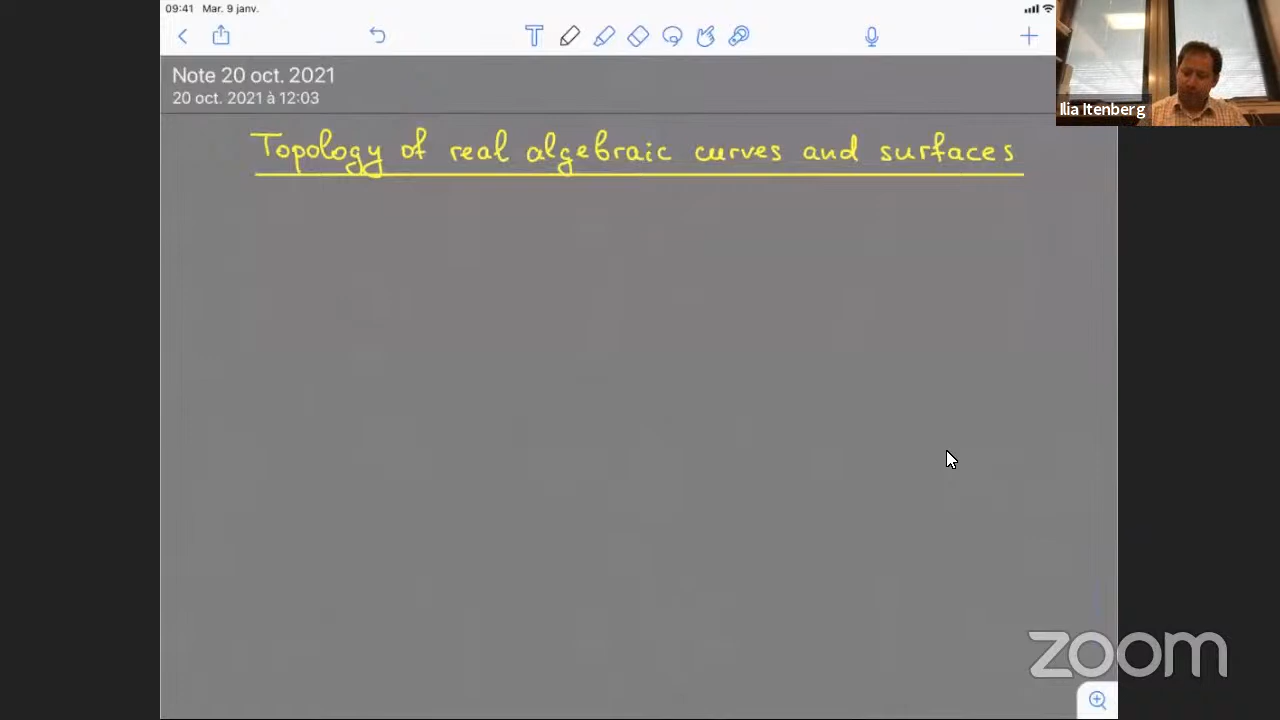 09:41 Mar. 9 janv.
Note 20 oct. 2021
20 oct. 2021 à 12:03
Topology of real algebraic curves and surfaces
Ilia Itenberg
zoom